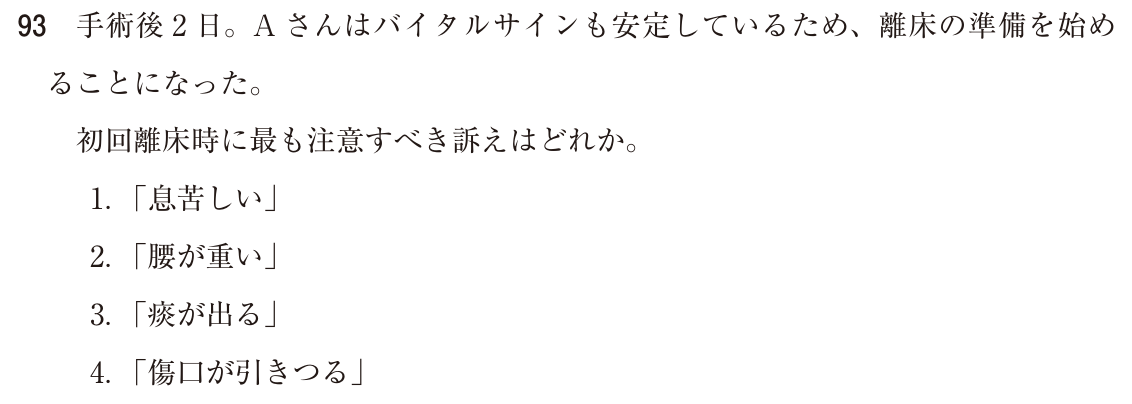 93　手術後2日。Aさんはバイタルサインも安定しているため、離床の準備を始め
ることになった。
初回離床時に最も注意すべき訴えはどれか。
1.「息苦しい」
2.「腰が重い」
3.「痰が出る」
4.「傷口が引きつる」